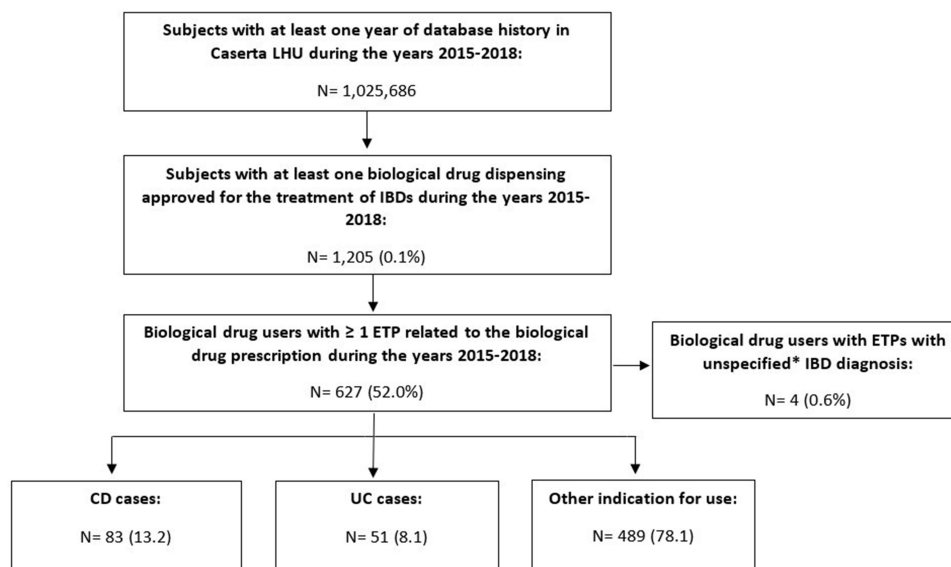 Subjects with at least one year of database history in
Caserta LHU during the years 2015-2018:
N= 1,025,686
Subjects with at least one biological drug dispensing
approved for the treatment of IBDs during the years 2015-
2018:
N= 1,205 (0.1%)
Biological drug users with ≥ 1 ETP related to the biological
drug prescription during the years 2015-2018:
N= 627 (52.0%)
Biological drug users with ETPs with
unspecified* IBD diagnosis:
N= 4 (0.6%)
CD cases:
N= 83 (13.2)
UC cases:
N= 51 (8.1)
Other indication for use:
N= 489 (78.1)